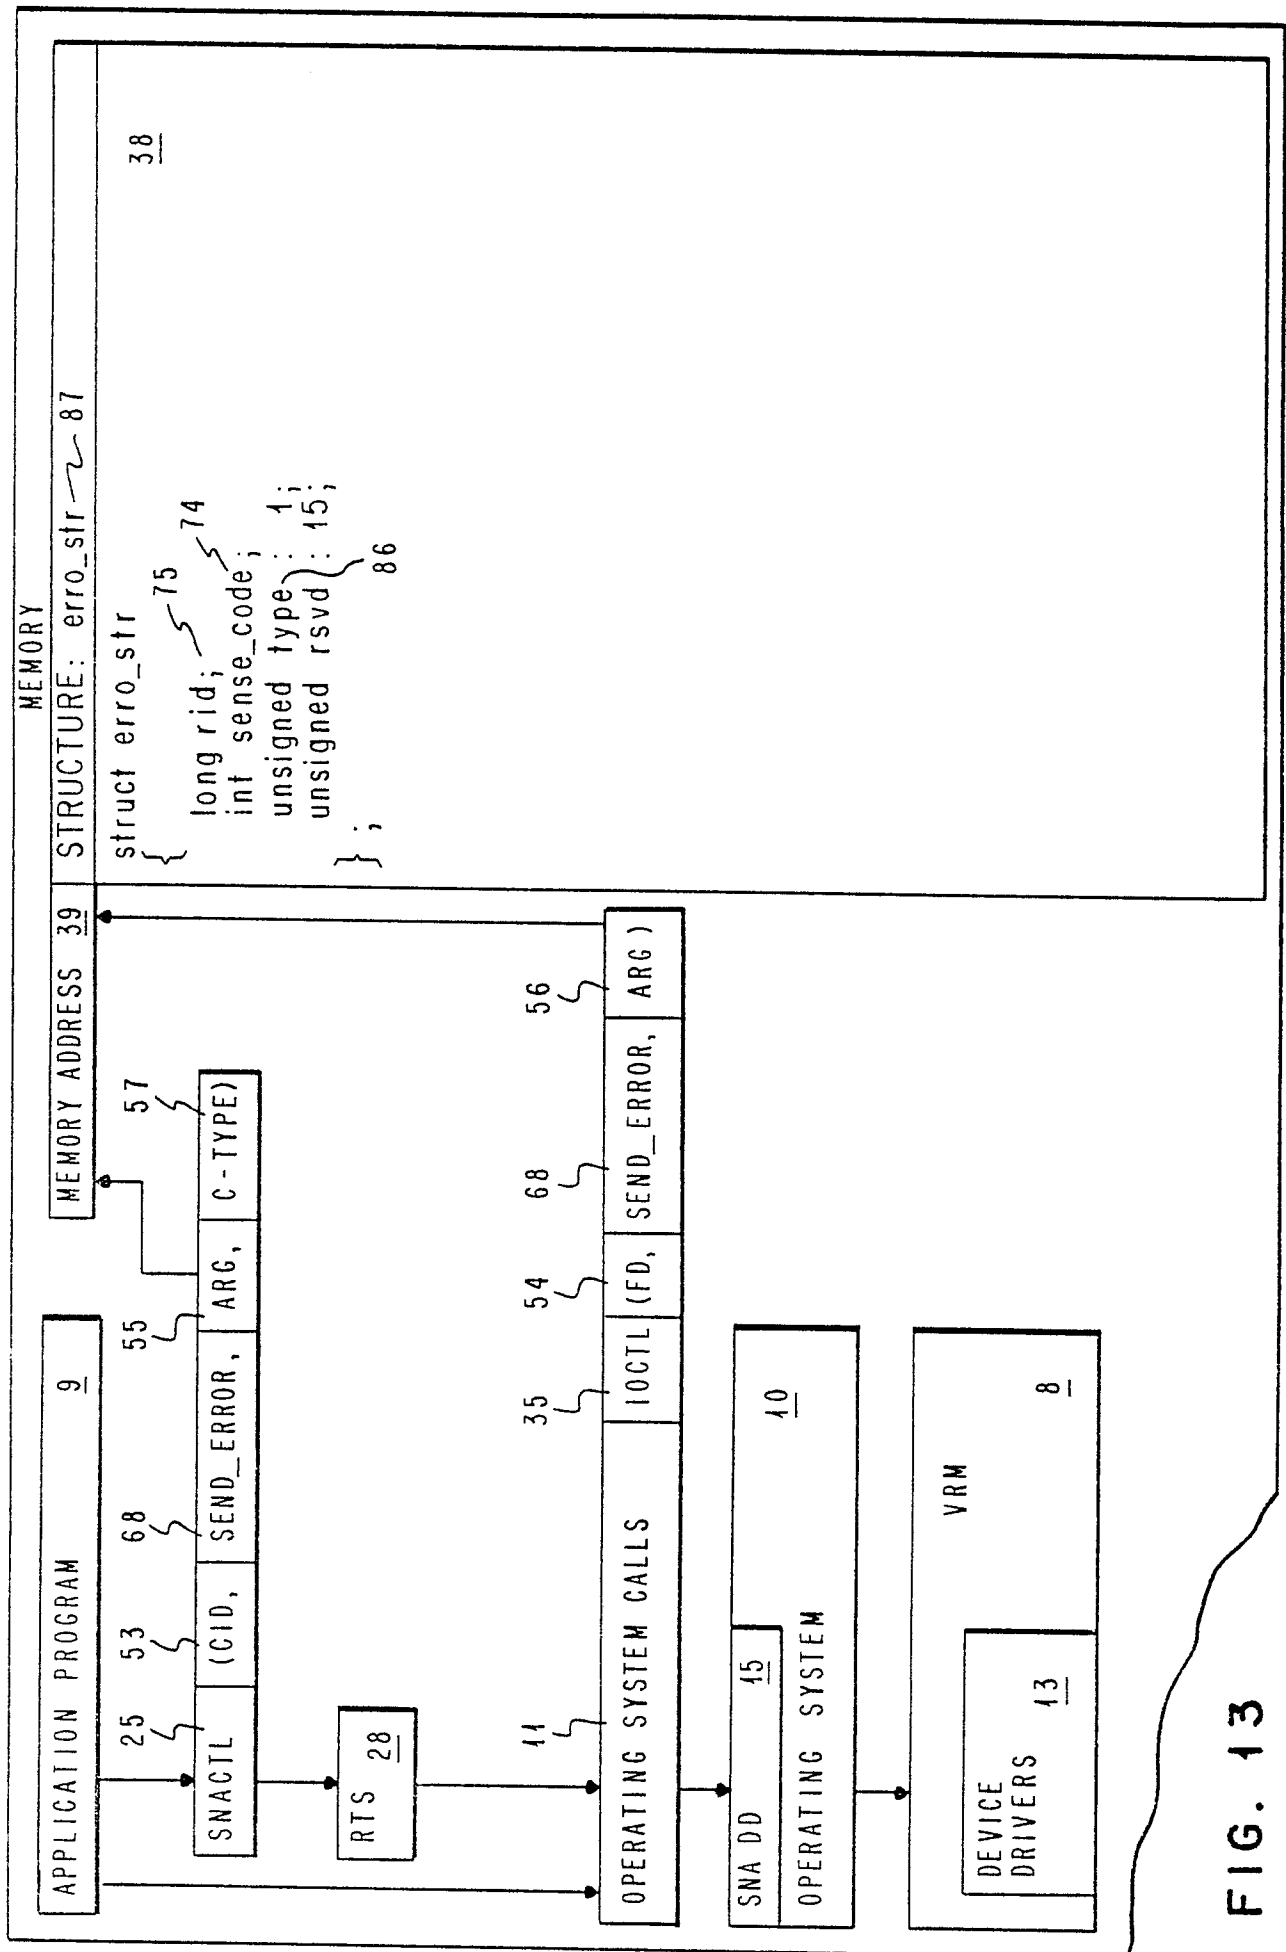 MEMORY
APPLICATION PROGRAM 9
MEMORY ADDRESS 39
STRUCTURE: erro_str 87
25 53 68 55 57
SNACTL (CID, SEND_ERROR, ARG, C-TYPE)
RTS 28
11 35 54 68 56
OPERATING SYSTEM CALLS IOCTL (FD, SEND_ERROR, ARG)
SNA DD 15
OPERATING SYSTEM 10
VRM 8
DEVICE
DRIVERS 13
struct erro_str
{
long rid; 75
int sense_code; 74
unsigned type : 1;
unsigned rsvd : 15;
86
};
38
FIG. 13